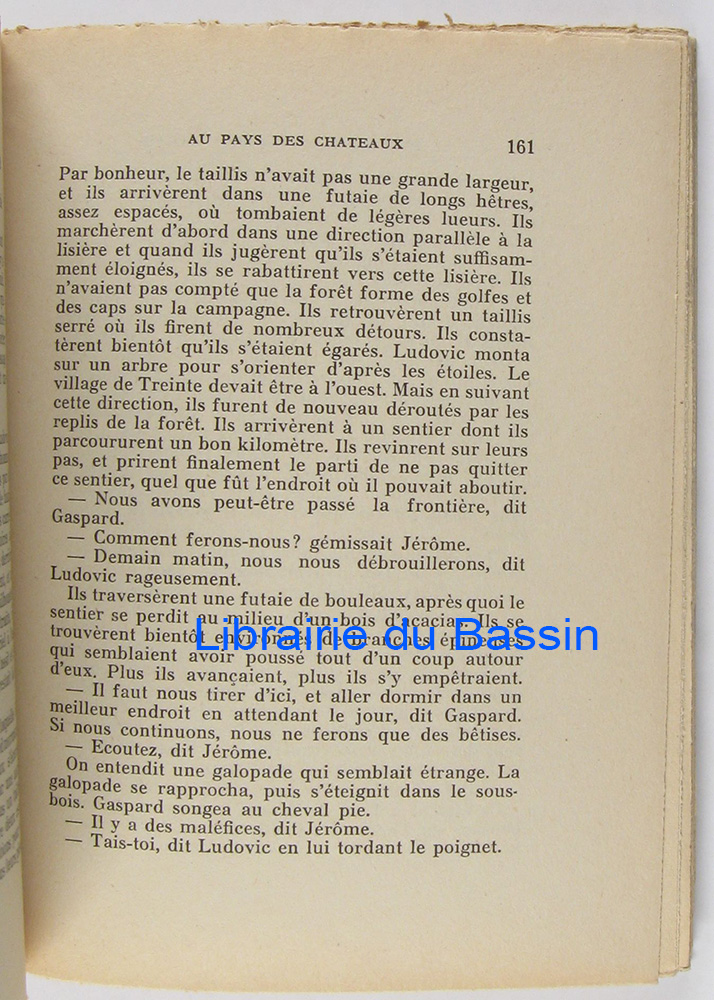 AU PAYS DES CHATEAUX 161
Par bonheur, le taillis n'avait pas une grande largeur,
et ils arrivèrent dans une futaie de longs hêtres,
assez espacés, où tombaient de légères lueurs. Ils
marchèrent d'abord dans une direction parallèle à la
lisière et quand ils jugèrent qu'ils s'étaient suffisam-
ment éloignés, ils se rabattirent vers cette lisière. Ils
n'avaient pas compté que la forêt forme des golfes et
des caps sur la campagne. Ils retrouvèrent un taillis
serré où ils firent de nombreux détours. Ils consta-
tèrent bientôt qu'ils s'étaient égarés. Ludovic monta
sur un arbre pour s'orienter d'après les étoiles. Le
village de Treinte devait être à l'ouest. Mais en suivant
cette direction, ils furent de nouveau déroutés par les
replis de la forêt. Ils arrivèrent à un sentier dont ils
parcoururent un bon kilomètre. Ils revinrent sur leurs
pas, et prirent finalement le parti de ne pas quitter
ce sentier, quel que fût l'endroit où il pouvait aboutir.
— Nous avons peut-être passé la frontière, dit
Gaspard.
— Comment ferons-nous? gémissait Jérôme.
— Demain matin, nous nous débrouillerons, dit
Ludovic rageusement.
Ils traversèrent une futaie de bouleaux, après quoi le
sentier se perdit au milieu d'un bois d'acacias. Ils se
trouvèrent bientôt environnés de branches épineuses
Librairie du Bassin
qui semblaient avoir poussé tout d'un coup autour
d'eux. Plus ils avançaient, plus ils s'y empêtraient.
— Il faut nous tirer d'ici, et aller dormir dans un
meilleur endroit en attendant le jour, dit Gaspard.
Si nous continuons, nous ne ferons que des bêtises.
— Ecoutez, dit Jérôme.
On entendit une galopade qui semblait étrange. La
galopade se rapprocha, puis s'éteignit dans le sous-
bois. Gaspard songea au cheval pie.
— Il y a des maléfices, dit Jérôme.
— Tais-toi, dit Ludovic en lui tordant le poignet.